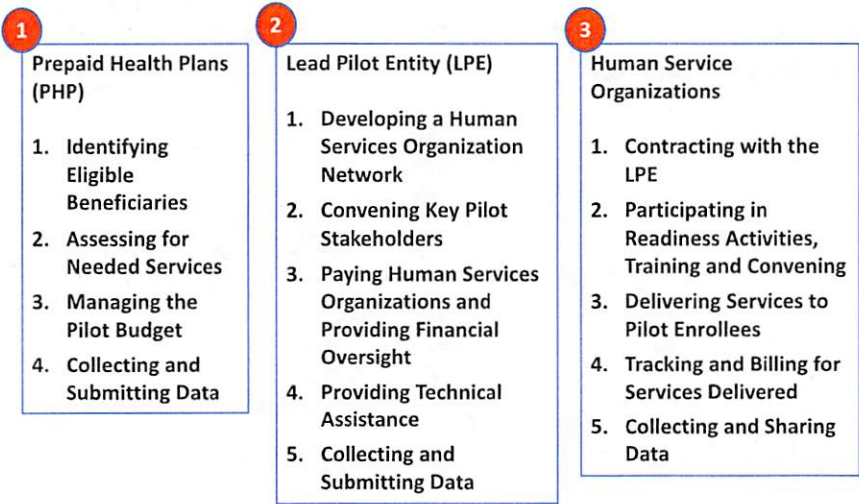 1
Prepaid Health Plans
(PHP)
1. Identifying
Eligible
Beneficiaries
2. Assessing for
Needed Services
3. Managing the
Pilot Budget
4. Collecting and
Submitting Data
2
Lead Pilot Entity (LPE)
1. Developing a Human
Services Organization
Network
2. Convening Key Pilot
Stakeholders
3. Paying Human Services
Organizations and
Providing Financial
Oversight
4. Providing Technical
Assistance
5. Collecting and
Submitting Data
3
Human Service
Organizations
1. Contracting with the
LPE
2. Participating in
Readiness Activities,
Training and Convening
3. Delivering Services to
Pilot Enrollees
4. Tracking and Billing for
Services Delivered
5. Collecting and Sharing
Data